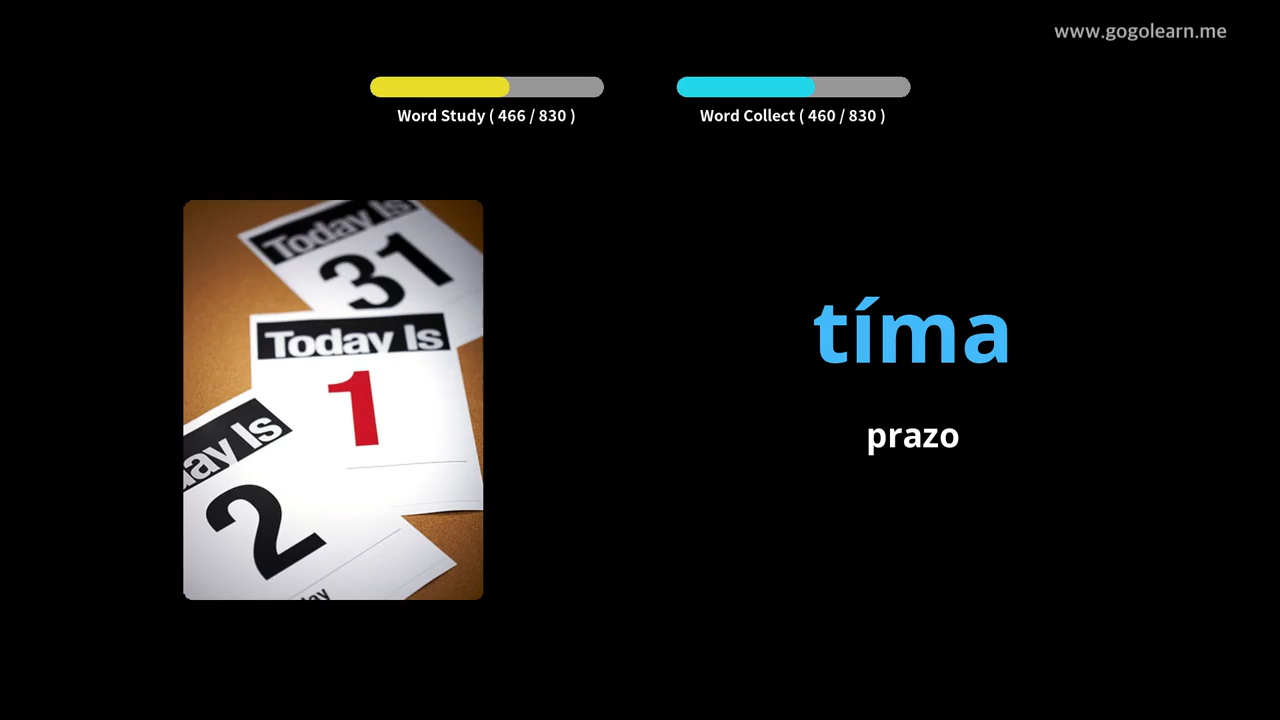 www.gogolearn.me
Word Study ( 466 / 830 )
Word Collect ( 460 / 830 )
Today Is
31
Today Is
1
ay Is
2
ay
tíma
prazo